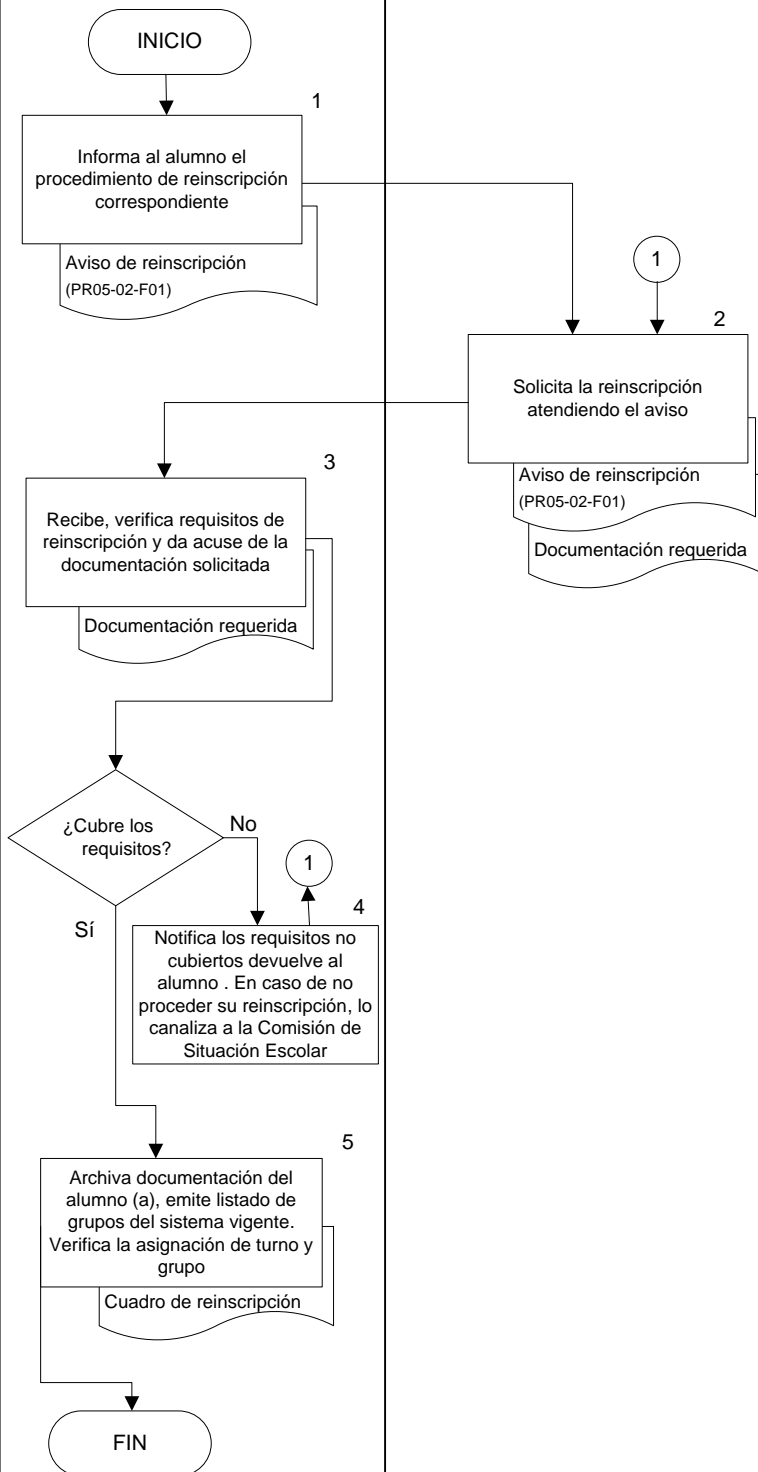 INICIO
1
Informa al alumno el
procedimiento de reinscripción
correspondiente
Aviso de reinscripción
(PR05-02-F01)
1
2
Solicita la reinscripción
atendiendo el aviso
Aviso de reinscripción
(PR05-02-F01)
Documentación requerida
3
Recibe, verifica requisitos de
reinscripción y da acuse de la
documentación solicitada
Documentación requerida
¿Cubre los
requisitos?
No
Sí
1
4
Notifica los requisitos no
cubiertos devuelve al
alumno . En caso de no
proceder su reinscripción, lo
canaliza a la Comisión de
Situación Escolar
5
Archiva documentación del
alumno (a), emite listado de
grupos del sistema vigente.
Verifica la asignación de turno y
grupo
Cuadro de reinscripción
FIN